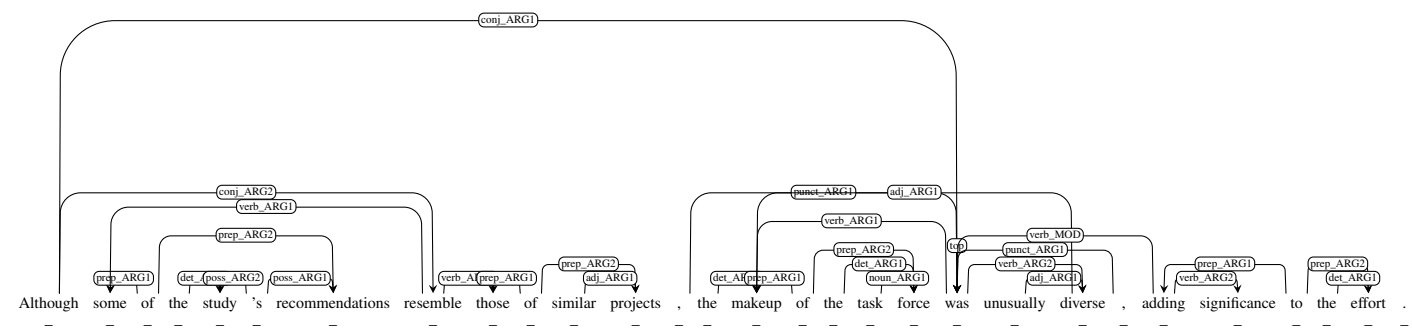 conj_ARG1
conj_ARG2 punct_ARG1 adj_ARG1
verb_ARG1
verb_ARG1
prep_ARG2 verb_MOD
top
prep_ARG2 punct_ARG1
prep_ARG2 det_ARG1 verb_ARG2 prep_ARG1 prep_ARG2
prep_ARG1 poss_ARG2 poss_ARG1 prep_ARG1 adj_ARG1 prep_ARG1 noun_ARG1 adj_ARG1 verb_ARG2 det_ARG1
Although some of the study 's recommendations resemble those of similar projects , the makeup of the task force was unusually diverse , adding significance to the effort .